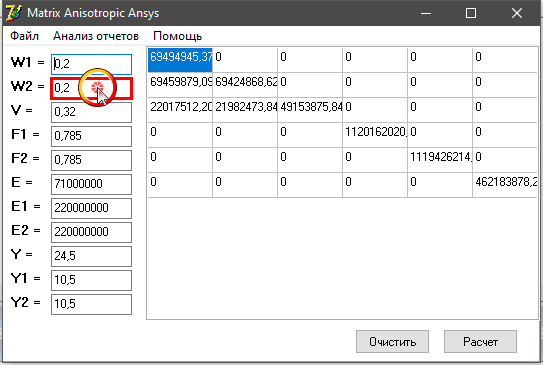 Matrix Anisotropic Ansys
Файл Анализ отчетов Помощь
W1 = 0,2
W2 = 0,2
V = 0,32
F1 = 0,785
F2 = 0,785
E = 71000000
E1 = 220000000
E2 = 220000000
Y = 24,5
Y1 = 10,5
Y2 = 10,5
69494945,37 0 0 0 0 0
69459879,09 69424868,62 0 0 0 0
22017512,20 21982473,84 49153875,84 0 0 0
0 0 0 1120162020, 0 0
0 0 0 0 1119426214, 0
0 0 0 0 0 462183878,2
Очистить Расчет